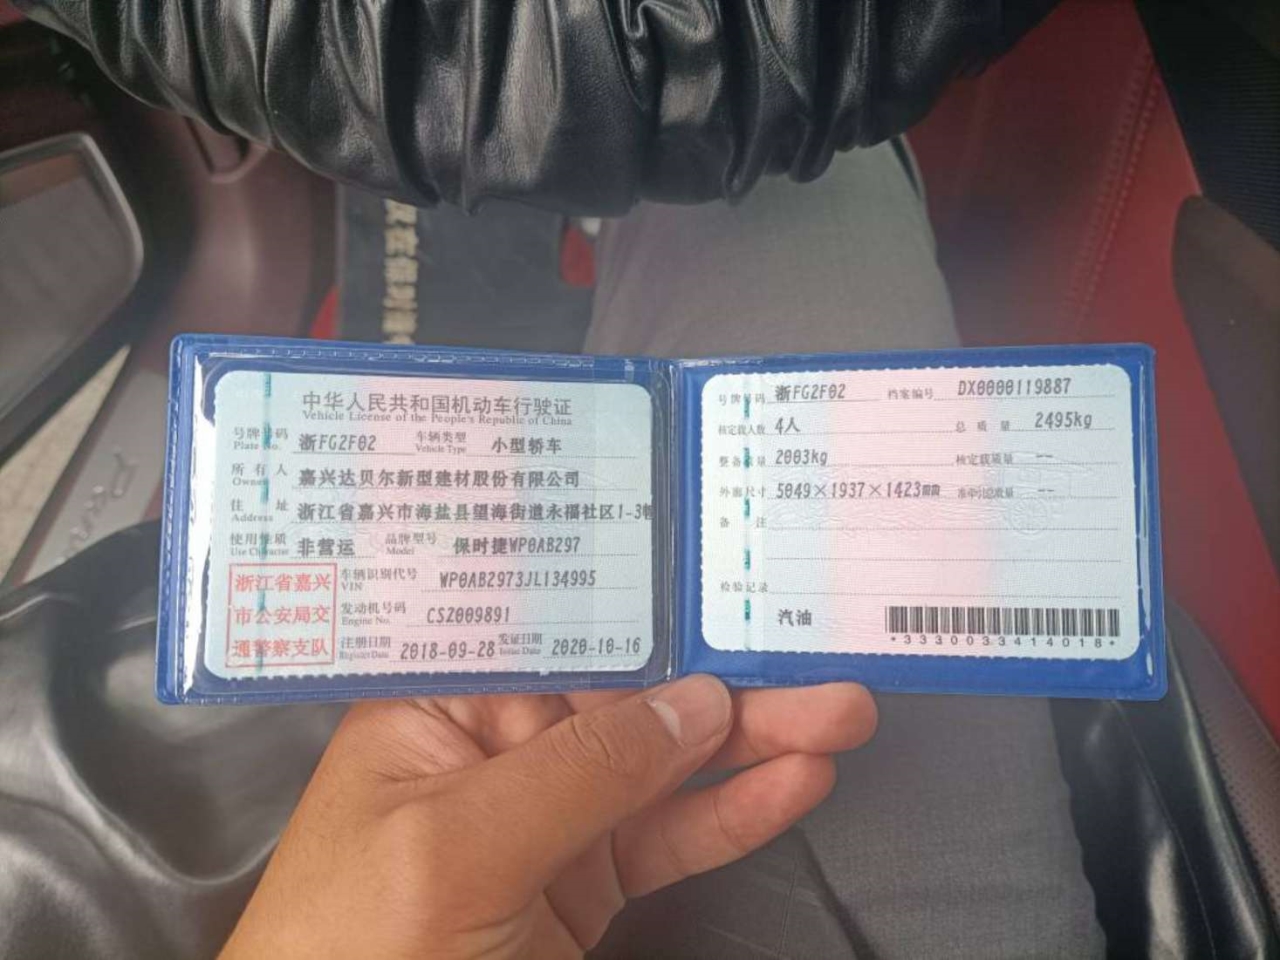 中华人民共和国机动车行驶证
Vehicle License of the People's Republic of China
号牌号码 浙FG2F02 车辆类型 小型轿车
Plate No. Vehicle Type
所有人 嘉兴达贝尔新型建材股份有限公司
Owner
住址 浙江省嘉兴市海盐县望海街道永福社区1-3幢
Address
使用性质 非营运 品牌型号 保时捷WP0AB297
Use Character Model
浙江省嘉兴
市公安局交
通警察支队
车辆识别代号 WP0AB2973JL134995
VIN
发动机号码 CSZ009891
Engine No.
注册日期 2018-09-28 发证日期 2020-10-16
Register Date Issue Date
号牌号码 浙FG2F02 档案编号 DX0000119887
核定载人数 4人 总质量 2495kg
整备质量 2003kg 核定载质量 --
外廓尺寸 5049×1937×1423mm 准牵引总质量 --
备注
检验记录
汽油
*3330033414018*